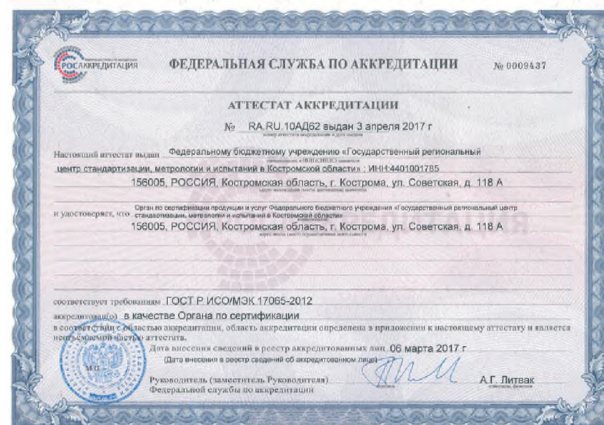 РОСАККРЕДИТАЦИЯ
ФЕДЕРАЛЬНАЯ СЛУЖБА ПО АККРЕДИТАЦИИ
№ 0009437
АТТЕСТАТ АККРЕДИТАЦИИ
№ RA.RU.10АД62 выдан 3 апреля 2017 г
Настоящий аттестат выдан Федеральному бюджетному учреждению «Государственный региональный
центр стандартизации, метрологии и испытаний в Костромской области» ; ИНН:4401001785
156005, РОССИЯ, Костромская область, г. Кострома, ул. Советская, д. 118 А
и удостоверяет, что Орган по сертификации продукции и услуг Федерального бюджетного учреждения «Государственный региональный центр
стандартизации, метрологии и испытаний в Костромской области»
156005, РОССИЯ, Костромская область, г. Кострома, ул. Советская, д. 118 А
соответствует требованиям ГОСТ Р ИСО/МЭК 17065-2012
аккредитован(о) в качестве Органа по сертификации
в соответствии с областью аккредитации, область аккредитации определена в приложении к настоящему аттестату и является
неотъемлемой частью аттестата.
Дата внесения сведений в реестр аккредитованных лиц 06 марта 2017 г
(Дата внесения в реестр сведений об аккредитованном лице)
М.П.
Руководитель (заместитель Руководителя)
Федеральной службы по аккредитации
А.Г. Литвак